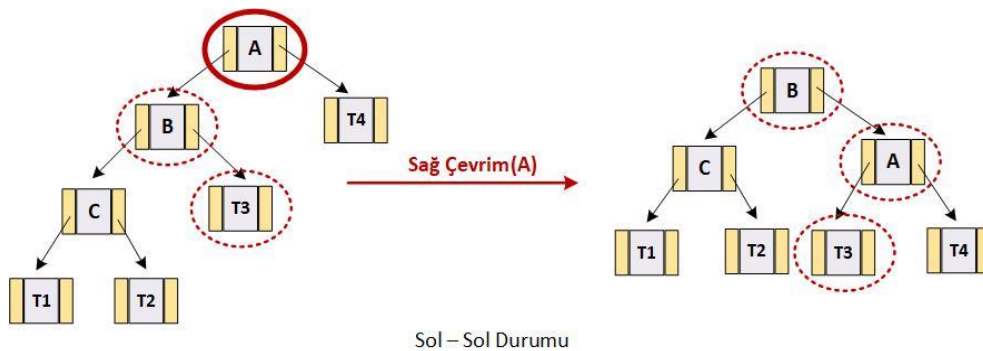 A
B
T4
C
T3
T1
T2
Sağ Çevrim(A)
B
C
A
T1
T2
T3
T4
Sol – Sol Durumu